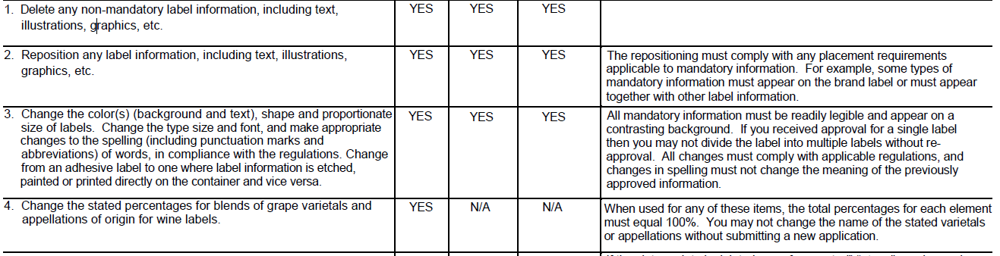 1. Delete any non-mandatory label information, including text, illustrations, graphics, etc.
YES YES YES
2. Reposition any label information, including text, illustrations, graphics, etc.
YES YES YES
The repositioning must comply with any placement requirements
applicable to mandatory information. For example, some types of
mandatory information must appear on the brand label or must appear
together with other label information.
3. Change the color(s) (background and text), shape and proportionate
size of labels. Change the type size and font, and make appropriate
changes to the spelling (including punctuation marks and
abbreviations) of words, in compliance with the regulations. Change
from an adhesive label to one where label information is etched,
painted or printed directly on the container and vice versa.
YES YES YES
All mandatory information must be readily legible and appear on a
contrasting background. If you received approval for a single label
then you may not divide the label into multiple labels without re-
approval. All changes must comply with applicable regulations, and
changes in spelling must not change the meaning of the previously
approved information.
4. Change the stated percentages for blends of grape varietals and
appellations of origin for wine labels.
YES N/A N/A
When used for any of these items, the total percentages for each element
must equal 100%. You may not change the name of the stated varietals
or appellations without submitting a new application.